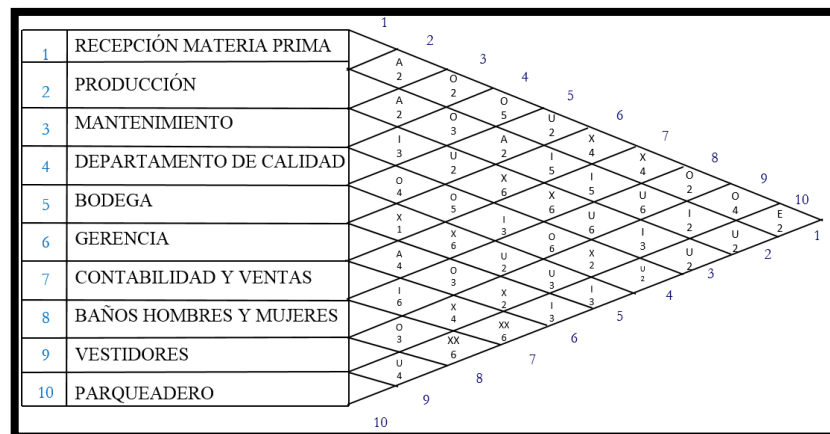 1 RECEPCIÓN MATERIA PRIMA
2 PRODUCCIÓN
3 MANTENIMIENTO
4 DEPARTAMENTO DE CALIDAD
5 BODEGA
6 GERENCIA
7 CONTABILIDAD Y VENTAS
8 BAÑOS HOMBRES Y MUJERES
9 VESTIDORES
10 PARQUEADERO
1
2
3
4
5
6
7
8
9
10
A
2
A
2
I
3
O
4
X
1
A
4
I
6
O
3
U
4
O
2
O
3
U
2
O
5
X
6
O
3
X
4
XX
6
O
5
A
2
X
6
I
3
U
2
X
2
XX
6
U
2
I
5
X
6
O
6
U
3
I
3
X
4
I
5
U
6
X
2
I
3
X
4
U
6
I
3
U
2
O
2
I
2
U
2
O
4
U
2
E
2
1
2
3
4
5
6
7
8
9
10